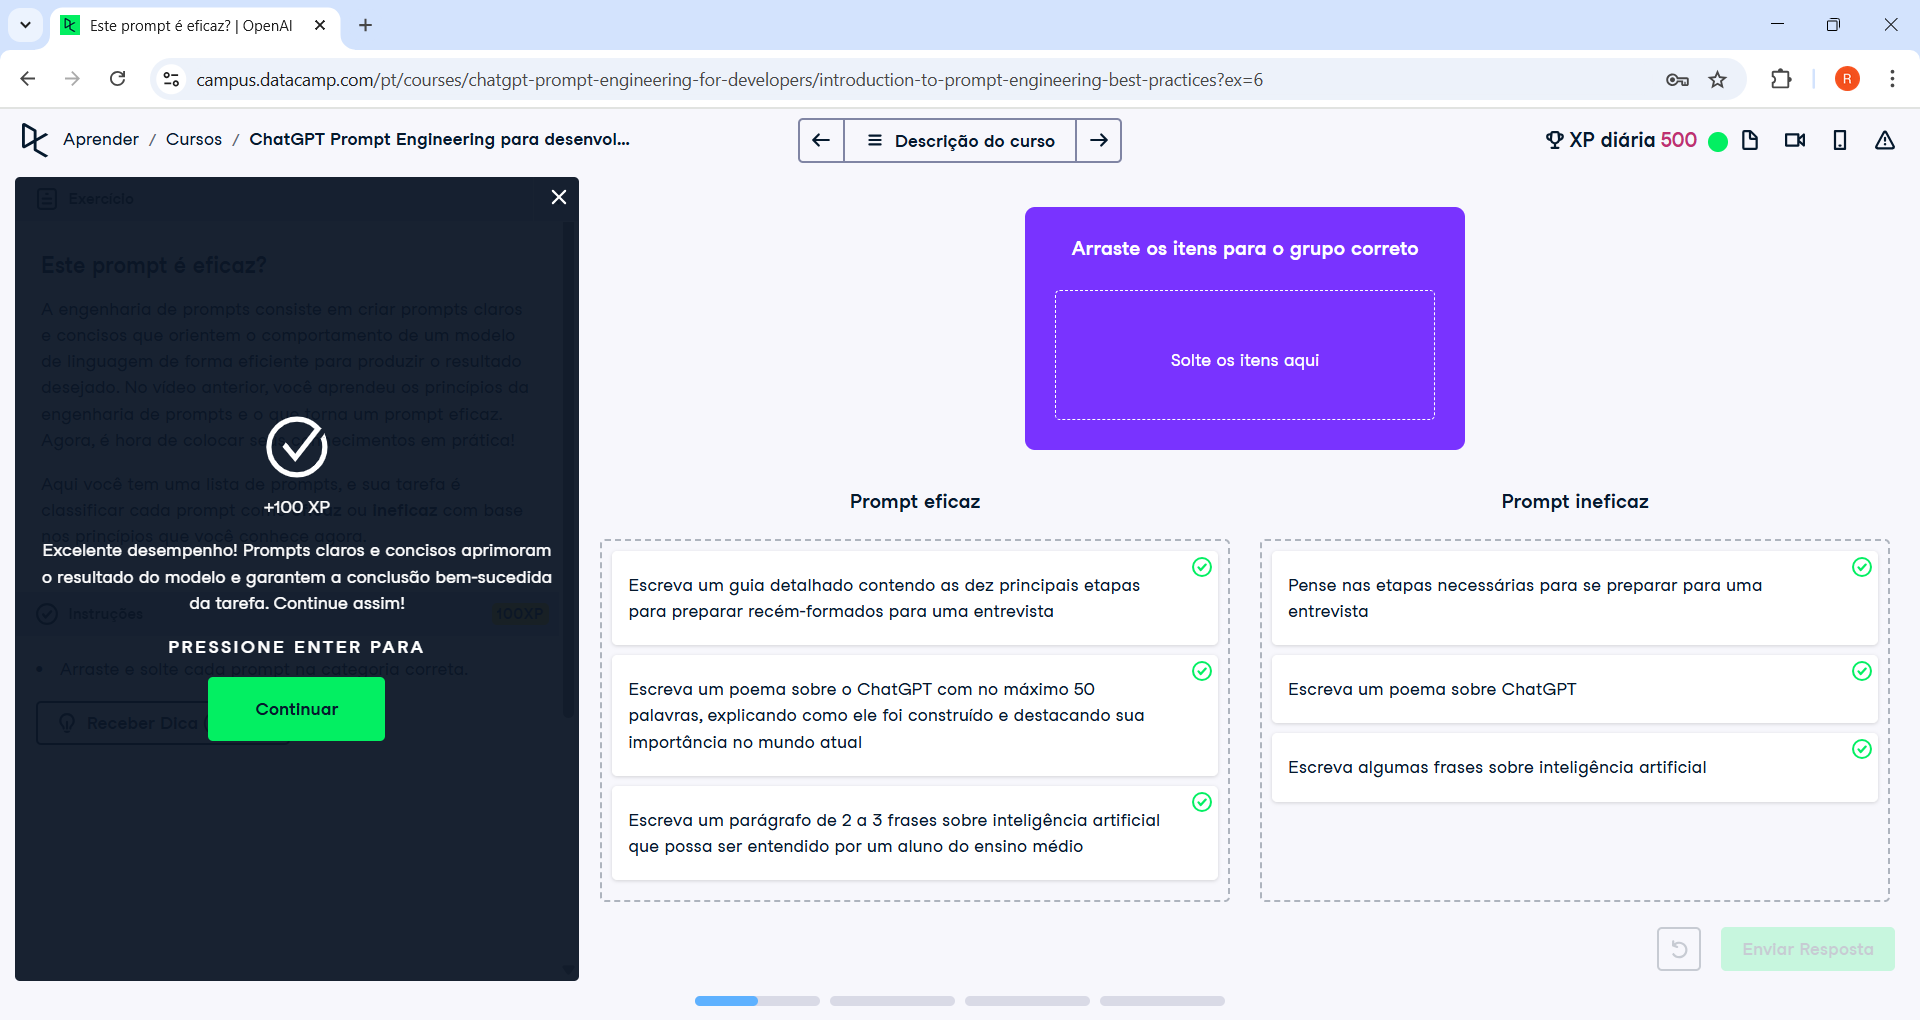 Este prompt é eficaz? | OpenAI
campus.datacamp.com/pt/courses/chatgpt-prompt-engineering-for-developers/introduction-to-prompt-engineering-best-practices?ex=6
R
Aprender / Cursos / ChatGPT Prompt Engineering para desenvol...
Descrição do curso
XP diária 500
Exercício
Este prompt é eficaz?
A engenharia de prompts consiste em criar prompts claros
e concisos que orientem o comportamento de um modelo
de linguagem de forma eficiente para produzir o resultado
desejado. No vídeo anterior, você aprendeu os princípios da
engenharia de prompts e o que torna um prompt eficaz.
Agora, é hora de colocar seus conhecimentos em prática!
Aqui você tem uma lista de prompts, e sua tarefa é
classificar cada prompt como eficaz ou ineficaz com base
nos princípios que você conhece agora.
+100 XP
Excelente desempenho! Prompts claros e concisos aprimoram
o resultado do modelo e garantem a conclusão bem-sucedida
da tarefa. Continue assim!
Instruções
100XP
PRESSIONE ENTER PARA
Arraste e solte cada prompt na categoria correta.
Receber Dica
Continuar
Arraste os itens para o grupo correto
Solte os itens aqui
Prompt eficaz
Escreva um guia detalhado contendo as dez principais etapas
para preparar recém-formados para uma entrevista
Escreva um poema sobre o ChatGPT com no máximo 50
palavras, explicando como ele foi construído e destacando sua
importância no mundo atual
Escreva um parágrafo de 2 a 3 frases sobre inteligência artificial
que possa ser entendido por um aluno do ensino médio
Prompt ineficaz
Pense nas etapas necessárias para se preparar para uma
entrevista
Escreva um poema sobre ChatGPT
Escreva algumas frases sobre inteligência artificial
Enviar Resposta